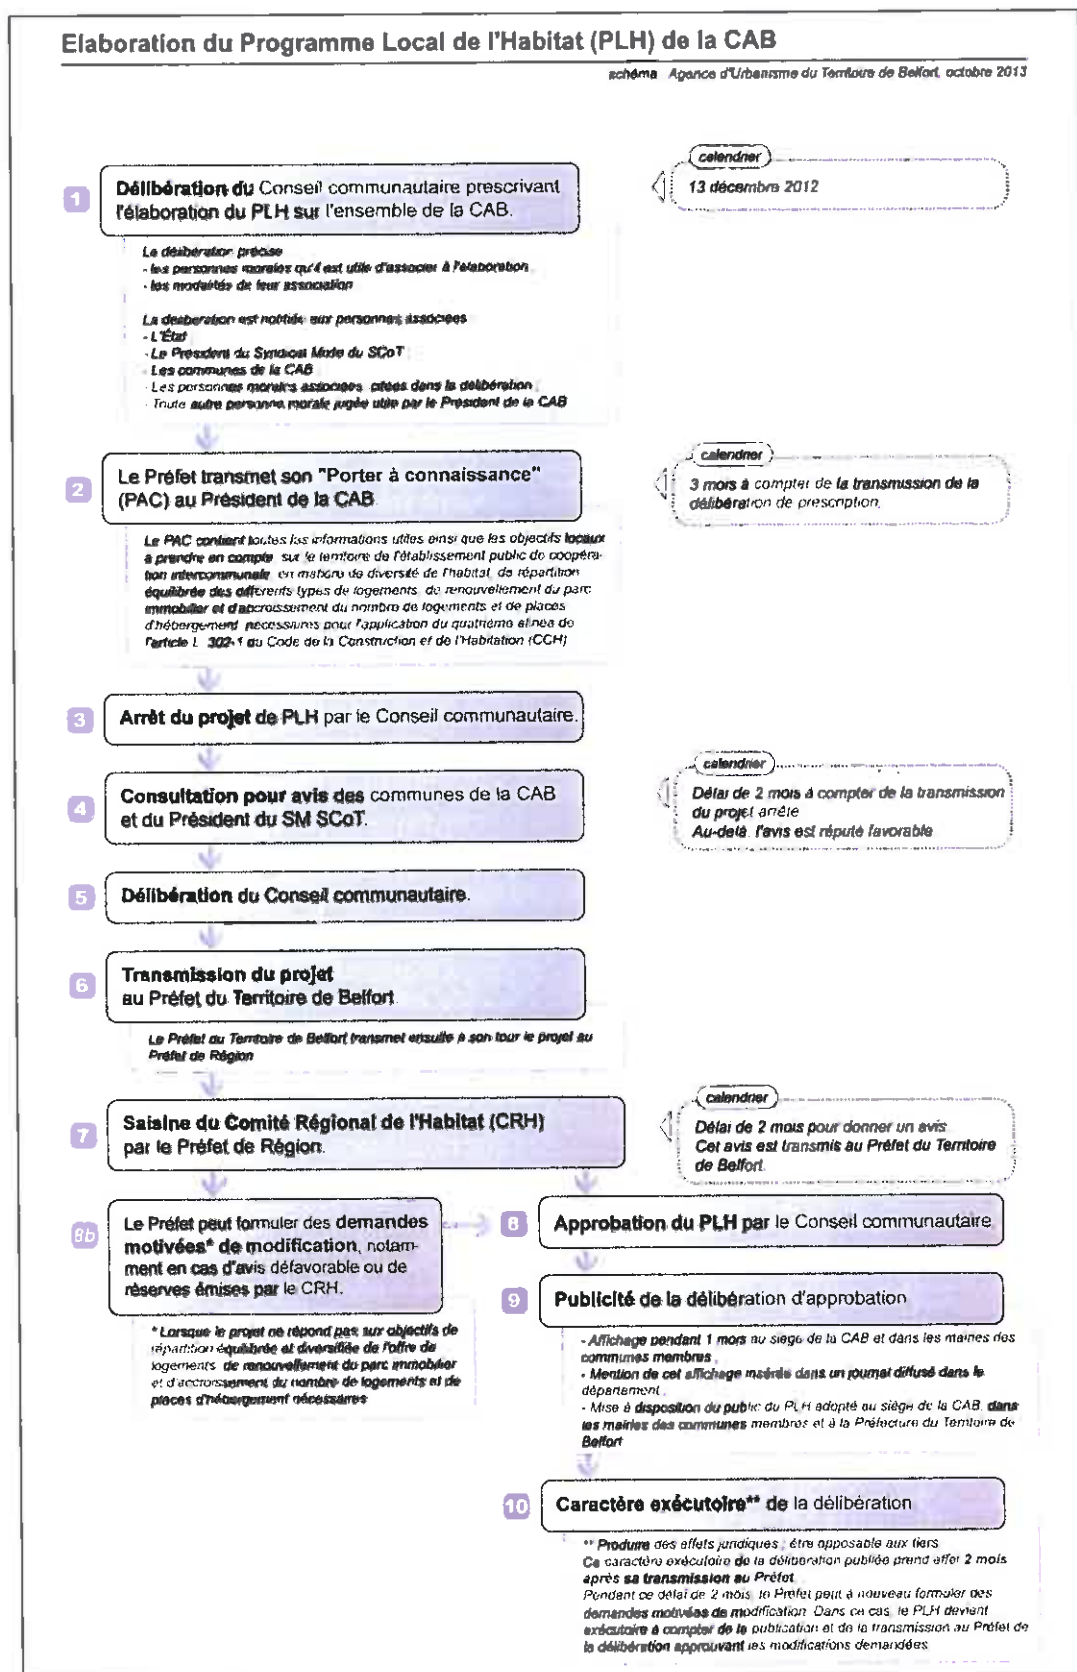 Elaboration du Programme Local de l'Habitat (PLH) de la CAB
schéma Agence d'Urbanisme du Territoire de Belfort, octobre 2013
1
Délibération du Conseil communautaire prescrivant
l'élaboration du PLH sur l'ensemble de la CAB.
calendrier
13 décembre 2012
La délibération précise
- les personnes morales qu'il est utile d'associer à l'élaboration
- les modalités de leur association
La délibération est notifiée aux personnes associées
- L'État
- Le Président du Syndicat Mixte du SCoT
- Les communes de la CAB
- Les personnes morales associées citées dans la délibération
- Toute autre personne morale jugée utile par le Président de la CAB
2
Le Préfet transmet son "Porter à connaissance"
(PAC) au Président de la CAB
calendrier
3 mois à compter de la transmission de la
délibération de prescription.
Le PAC contient toutes les informations utiles ainsi que les objectifs locaux
à prendre en compte, sur le territoire de l'établissement public de coopéra-
tion intercommunale, en matière de diversité de l'habitat, de répartition
équilibrée des différents types de logements, de renouvellement du parc
immobilier et d'accroissement du nombre de logements et de places
d'hébergement nécessaires pour l'application du quatrième alinéa de
l'article L 302-1 du Code de la Construction et de l'Habitation (CCH)
3
Arrêt du projet de PLH par le Conseil communautaire.
4
Consultation pour avis des communes de la CAB
et du Président du SM SCoT.
calendrier
Délai de 2 mois à compter de la transmission
du projet arrêté
Au-delà, l'avis est réputé favorable
5
Délibération du Conseil communautaire.
6
Transmission du projet
au Préfet du Territoire de Belfort
Le Préfet du Territoire de Belfort transmet ensuite à son tour le projet au
Préfet de Région
7
Saisine du Comité Régional de l'Habitat (CRH)
par le Préfet de Région.
calendrier
Délai de 2 mois pour donner un avis
Cet avis est transmis au Préfet du Territoire
de Belfort.
8b
Le Préfet peut formuler des demandes
motivées* de modification, notam-
ment en cas d'avis défavorable ou de
réserves émises par le CRH.
* Lorsque le projet ne répond pas aux objectifs de
répartition équilibrée et diversifiée de l'offre de
logements, de renouvellement du parc immobilier
et d'accroissement du nombre de logements et de
places d'hébergement nécessaires
8
Approbation du PLH par le Conseil communautaire
9
Publicité de la délibération d'approbation
- Affichage pendant 1 mois au siège de la CAB et dans les mairies des
communes membres ;
- Mention de cet affichage insérée dans un journal diffusé dans le
département ;
- Mise à disposition du public du PLH adopté au siège de la CAB, dans
les mairies des communes membres et à la Préfecture du Territoire de
Belfort
10
Caractère exécutoire** de la délibération
** Produire des effets juridiques ; être opposable aux tiers
Ce caractère exécutoire de la délibération publiée prend effet 2 mois
après sa transmission au Préfet
Pendant ce délai de 2 mois, le Préfet peut à nouveau formuler des
demandes motivées de modification. Dans ce cas, le PLH devient
exécutoire à compter de la publication et de la transmission au Préfet de
la délibération approuvant les modifications demandées